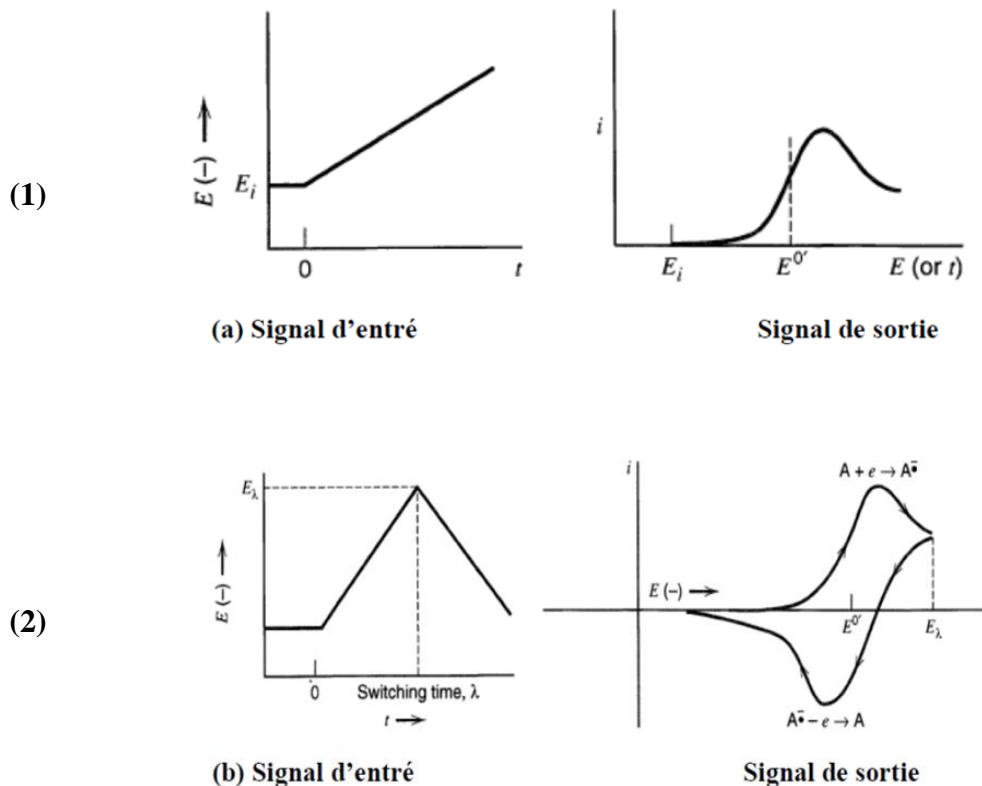 (1)
E (−) →
E_i
0
t
i
E_i
E^0′
E (or t)
(a) Signal d’entré
Signal de sortie
(2)
E (−) →
E_λ
0
Switching time, λ
t →
i
A + e → A•̄
E (−) →
E^0′
E_λ
A•̄ − e → A
(b) Signal d’entré
Signal de sortie